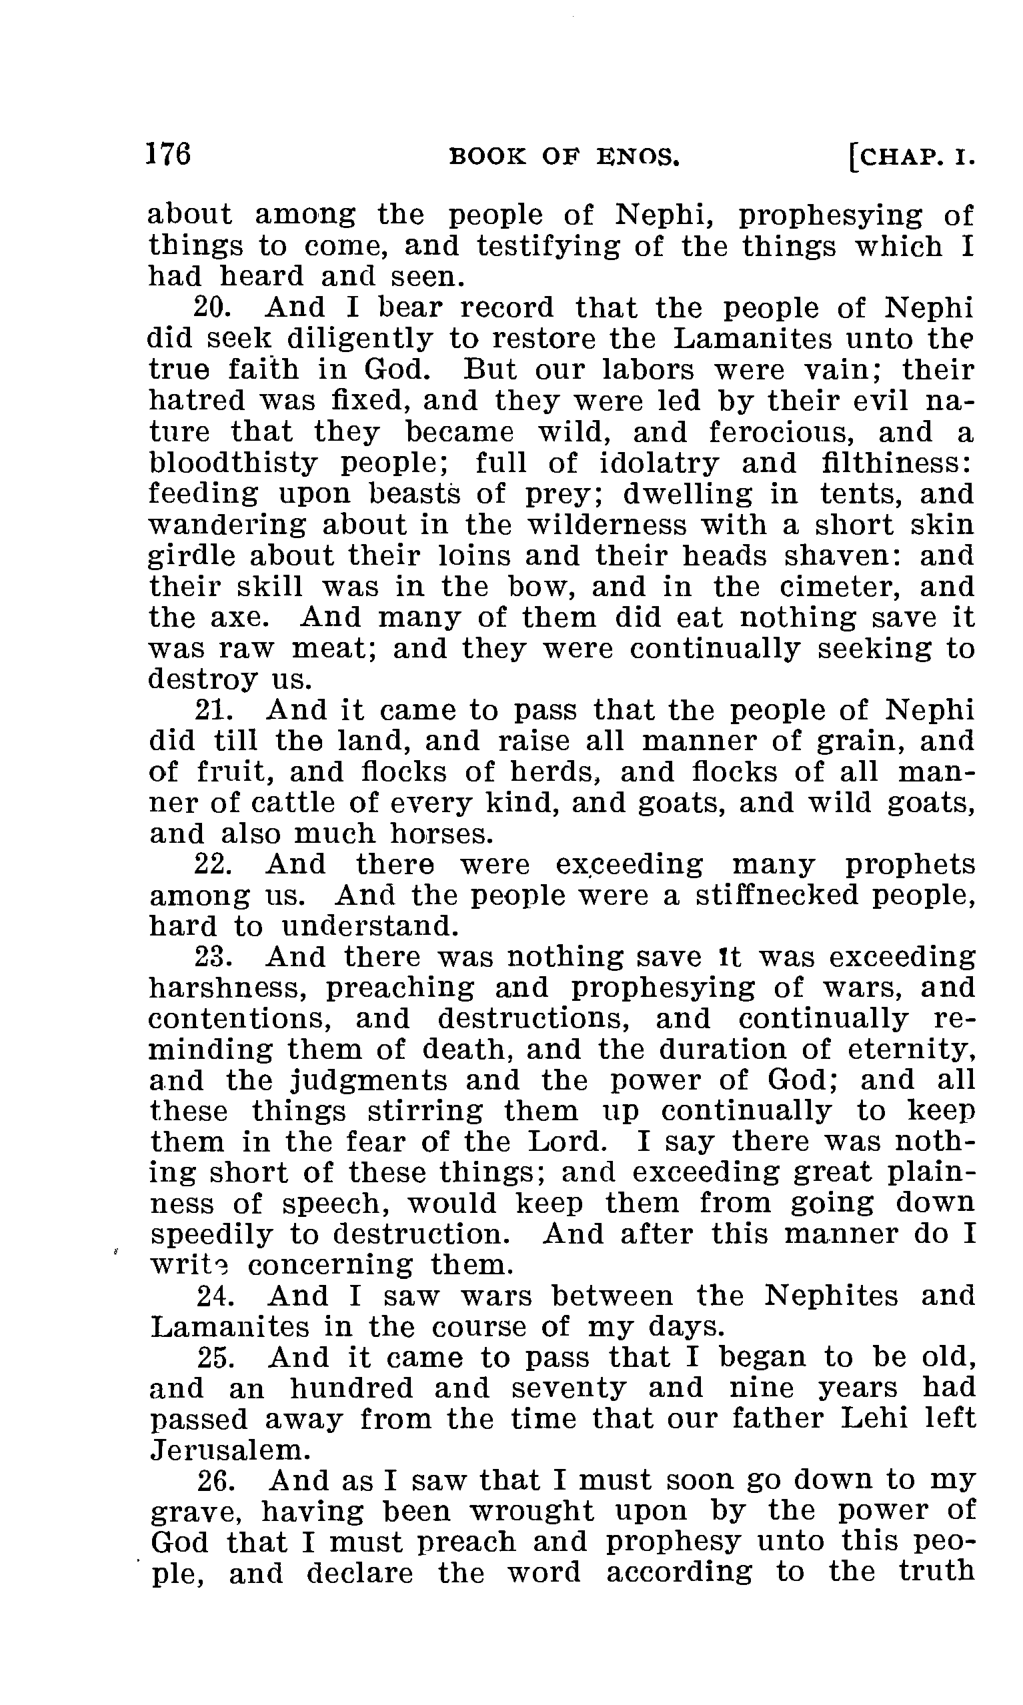 176 BOOK OF ENOS. [CHAP. I.
about among the people of Nephi, prophesying of
things to come, and testifying of the things which I
had heard and seen.
20. And I bear record that the people of Nephi
did seek diligently to restore the Lamanites unto the
true faith in God. But our labors were vain; their
hatred was fixed, and they were led by their evil na-
ture that they became wild, and ferocious, and a
bloodthisty people; full of idolatry and filthiness:
feeding upon beasts of prey; dwelling in tents, and
wandering about in the wilderness with a short skin
girdle about their loins and their heads shaven: and
their skill was in the bow, and in the cimeter, and
the axe. And many of them did eat nothing save it
was raw meat; and they were continually seeking to
destroy us.
21. And it came to pass that the people of Nephi
did till the land, and raise all manner of grain, and
of fruit, and flocks of herds, and flocks of all man-
ner of cattle of every kind, and goats, and wild goats,
and also much horses.
22. And there were exceeding many prophets
among us. And the people were a stiffnecked people,
hard to understand.
23. And there was nothing save it was exceeding
harshness, preaching and prophesying of wars, and
contentions, and destructions, and continually re-
minding them of death, and the duration of eternity,
and the judgments and the power of God; and all
these things stirring them up continually to keep
them in the fear of the Lord. I say there was noth-
ing short of these things; and exceeding great plain-
ness of speech, would keep them from going down
speedily to destruction. And after this manner do I
write concerning them.
24. And I saw wars between the Nephites and
Lamanites in the course of my days.
25. And it came to pass that I began to be old,
and an hundred and seventy and nine years had
passed away from the time that our father Lehi left
Jerusalem.
26. And as I saw that I must soon go down to my
grave, having been wrought upon by the power of
God that I must preach and prophesy unto this peo-
ple, and declare the word according to the truth